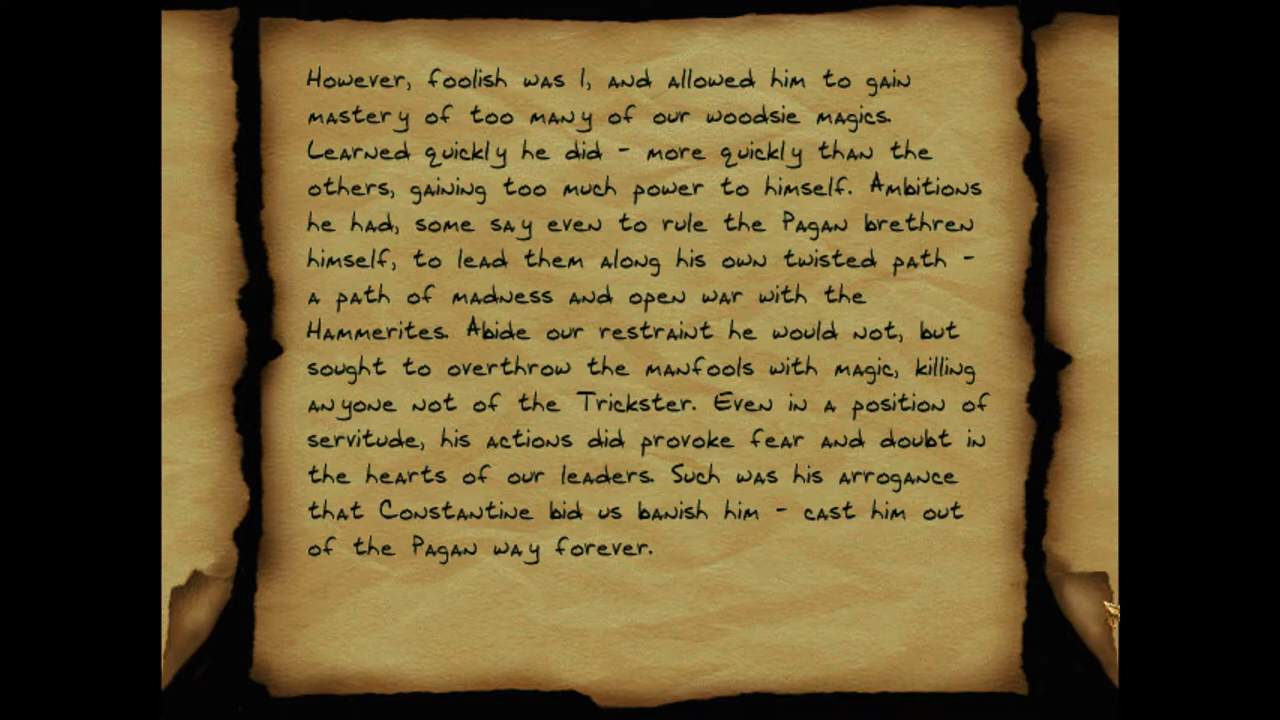 However, foolish was I, and allowed him to gain
mastery of too many of our woodsie magics.
Learned quickly he did - more quickly than the
others, gaining too much power to himself. Ambitions
he had, some say even to rule the Pagan brethren
himself, to lead them along his own twisted path -
a path of madness and open war with the
Hammerites. Abide our restraint he would not, but
sought to overthrow the manfools with magic, killing
anyone not of the Trickster. Even in a position of
servitude, his actions did provoke fear and doubt in
the hearts of our leaders. Such was his arrogance
that Constantine bid us banish him - cast him out
of the Pagan way forever.